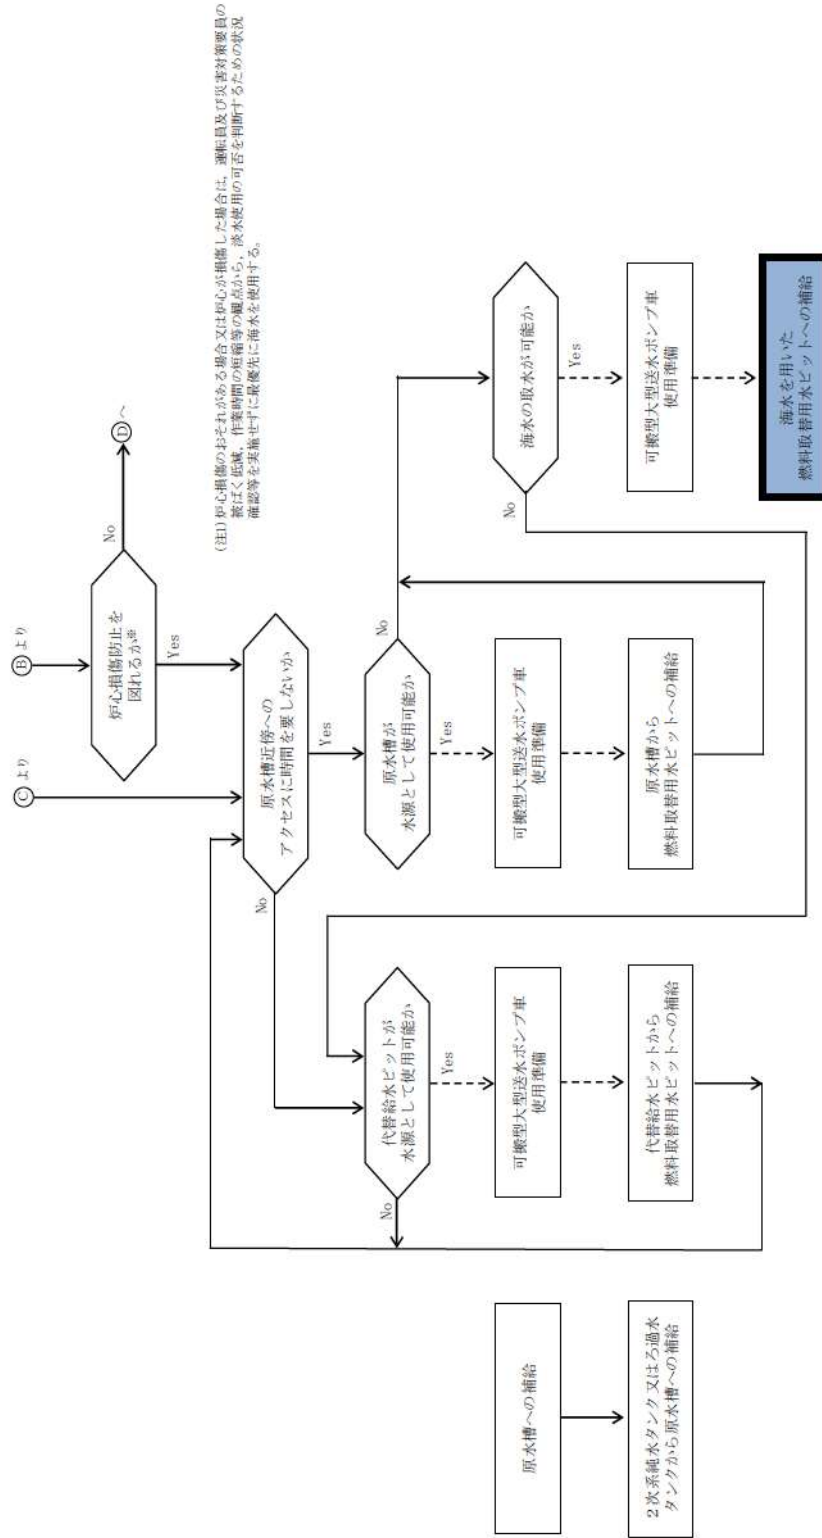 Ⓑより
炉心損傷防止を
図れるか※
No
Ⓓへ
Yes
Ⓒより
(注1) 炉心損傷のおそれがある場合又は炉心が損傷した場合は，運転員及び災害対策要員の
被ばく低減，作業時間の短縮等の観点から，淡水使用の可否を判断するための状況
確認等を実施せずに最優先に海水を使用する。
原水槽近傍への
アクセスに時間を要しないか
No
Yes
代替給水ピットが
水源として使用可能か
No
Yes
原水槽が
水源として使用可能か
No
Yes
海水の取水が可能か
No
Yes
原水槽への補給
可搬型大型送水ポンプ車
使用準備
可搬型大型送水ポンプ車
使用準備
可搬型大型送水ポンプ車
使用準備
2次系純水タンク又はろ過水
タンクから原水槽への補給
代替給水ピットから
燃料取替用水ピットへの補給
原水槽から
燃料取替用水ピットへの補給
海水を用いた
燃料取替用水ピットへの補給